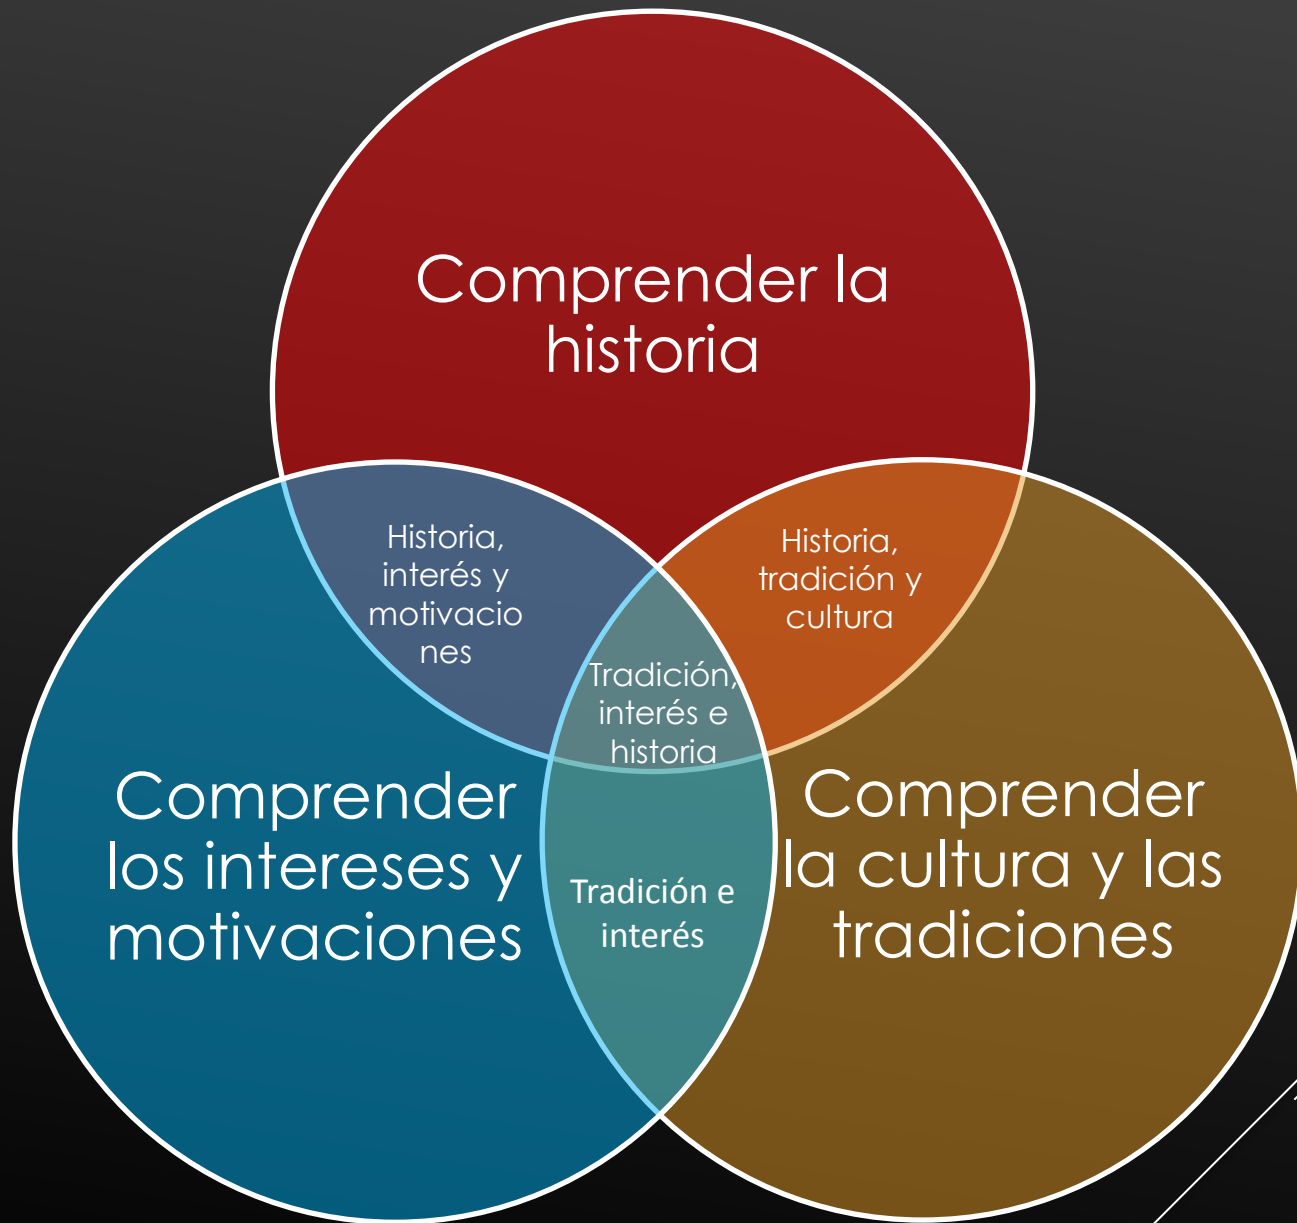 Comprender la
historia
Historia,
interés y
motivacio
nes
Historia,
tradición y
cultura
Tradición,
interés e
historia
Comprender
los intereses y
motivaciones
Tradición e
interés
Comprender
la cultura y las
tradiciones